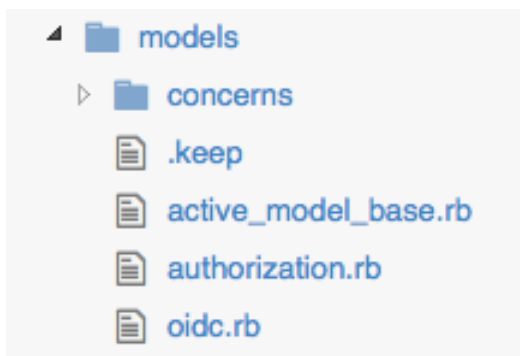 models
concerns
.keep
active_model_base.rb
authorization.rb
oidc.rb